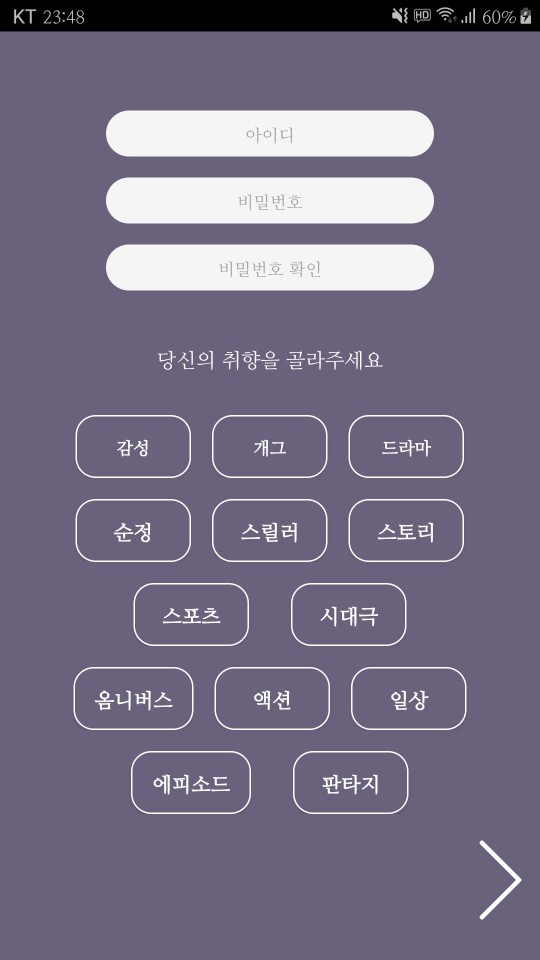 KT 23:48 HD 60%
아이디
비밀번호
비밀번호 확인
당신의 취향을 골라주세요
감성 개그 드라마
순정 스릴러 스토리
스포츠 시대극
옴니버스 액션 일상
에피소드 판타지